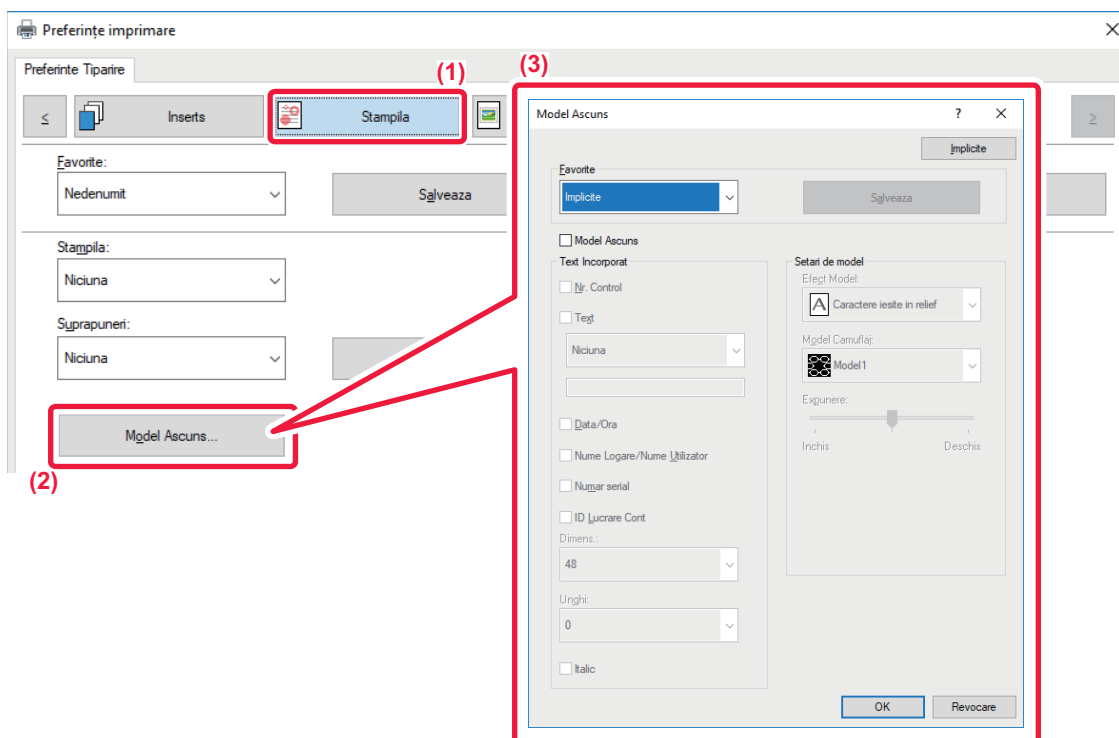 Preferințe imprimare
Preferinte Tiparire
(1)
<
Inserts
Stampila
>
Favorite:
Nedenumit
Salveaza
Stampila:
Niciuna
Suprapuneri:
Niciuna
Model Ascuns...
(2)
(3)
Model Ascuns
?
Implicite
Favorite
Implicite
Salveaza
Model Ascuns
Text Incorporat
Nr. Control
Text
Niciuna
Data/Ora
Nume Logare/Nume Utilizator
Numar serial
ID Lucrare Cont
Dimens.:
48
Unghi:
0
Italic
Setari de model
Efect Model:
A Caractere iesite in relief
Model Camuflaj:
Model1
Expunere:
Inchis Deschis
OK
Revocare